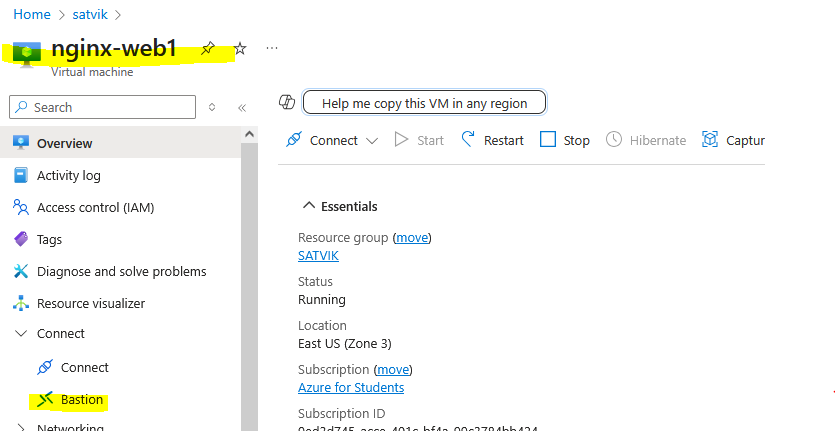 Home > satvik >
nginx-web1
Virtual machine
Search
Help me copy this VM in any region
Overview
Connect
Start
Restart
Stop
Hibernate
Captur
Activity log
Access control (IAM)
Tags
Diagnose and solve problems
Resource visualizer
Connect
Connect
Bastion
Networking
Essentials
Resource group (move)
SATVIK
Status
Running
Location
East US (Zone 3)
Subscription (move)
Azure for Students
Subscription ID